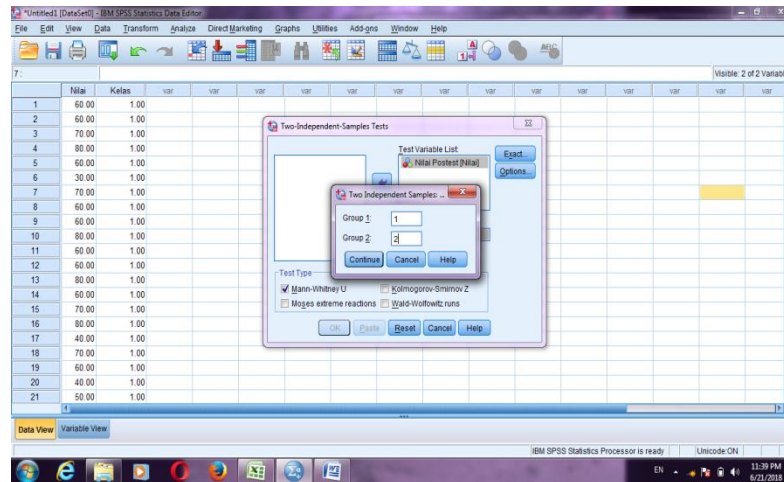 *Untitled1 [DataSet0] - IBM SPSS Statistics Data Editor
File Edit View Data Transform Analyze Direct Marketing Graphs Utilities Add-ons Window Help
7 :
Visible: 2 of 2 Variabl
Nilai Kelas var var var var var var var var var var var var var var
1 60.00 1.00
2 60.00 1.00
3 70.00 1.00
4 80.00 1.00
5 60.00 1.00
6 30.00 1.00
7 70.00 1.00
8 60.00 1.00
9 60.00 1.00
10 80.00 1.00
11 60.00 1.00
12 60.00 1.00
13 80.00 1.00
14 60.00 1.00
15 70.00 1.00
16 80.00 1.00
17 40.00 1.00
18 70.00 1.00
19 60.00 1.00
20 40.00 1.00
21 50.00 1.00
Two-Independent-Samples Tests
Test Variable List:
Nilai Postest [Nilai]
Exact...
Options...
Two Independent Samples: ...
Group 1: 1
Group 2: 2
Continue Cancel Help
Test Type
Mann-Whitney U Kolmogorov-Smirnov Z
Moses extreme reactions Wald-Wolfowitz runs
OK Paste Reset Cancel Help
Data View Variable View
IBM SPSS Statistics Processor is ready Unicode:ON
EN 11:39 PM
6/21/2018